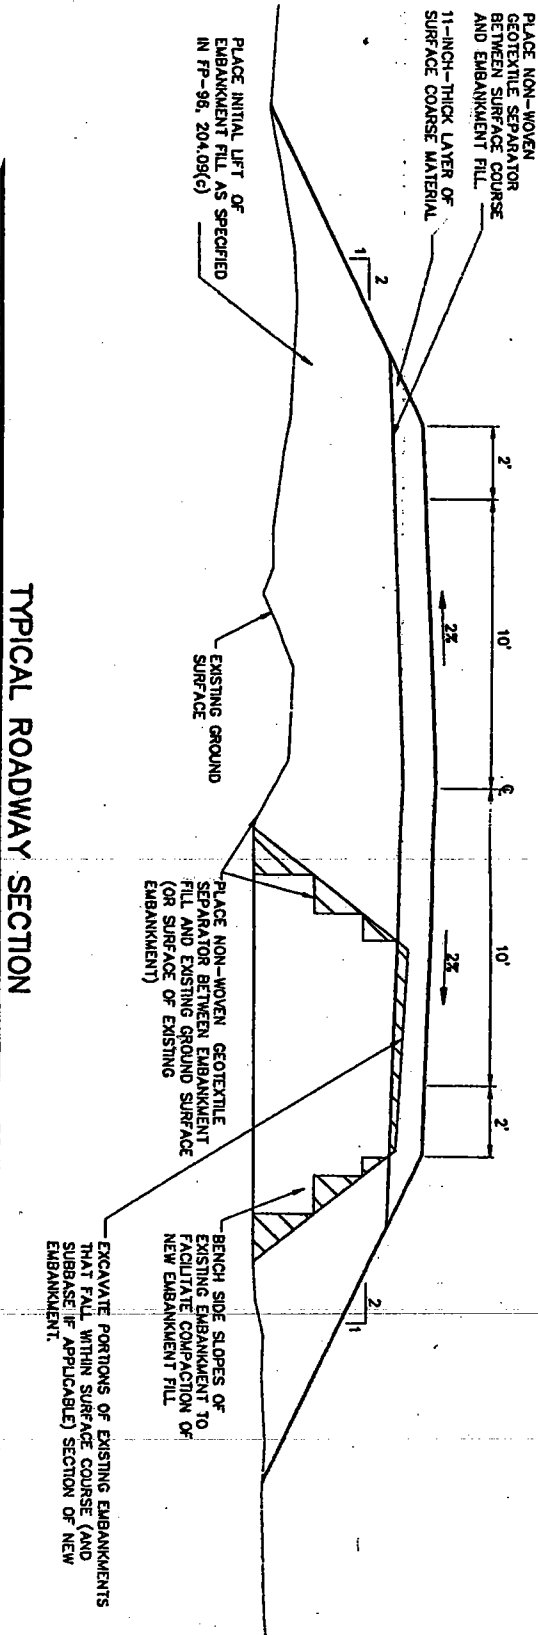 PLACE NON-WOVEN
GEOTEXTILE SEPARATOR
BETWEEN SURFACE COURSE
AND EMBANKMENT FILL.
11-INCH-THICK LAYER OF
SURFACE COARSE MATERIAL
2'
10'
℄
10'
2'
2%
2%
2
1
2
1
PLACE INITIAL LIFT OF
EMBANKMENT FILL AS SPECIFIED
IN FP-96, 204.09(c)
EXISTING GROUND
SURFACE
PLACE NON-WOVEN GEOTEXTILE
SEPARATOR BETWEEN EMBANKMENT
FILL AND EXISTING GROUND SURFACE
(OR SURFACE OF EXISTING
EMBANKMENT)
BENCH SIDE SLOPES OF
EXISTING EMBANKMENT TO
FACILITATE COMPACTION OF
NEW EMBANKMENT FILL
EXCAVATE PORTIONS OF EXISTING EMBANKMENTS
THAT FALL WITHIN SURFACE COURSE (AND
SUBBASE IF APPLICABLE) SECTION OF NEW
EMBANKMENT.
TYPICAL ROADWAY SECTION